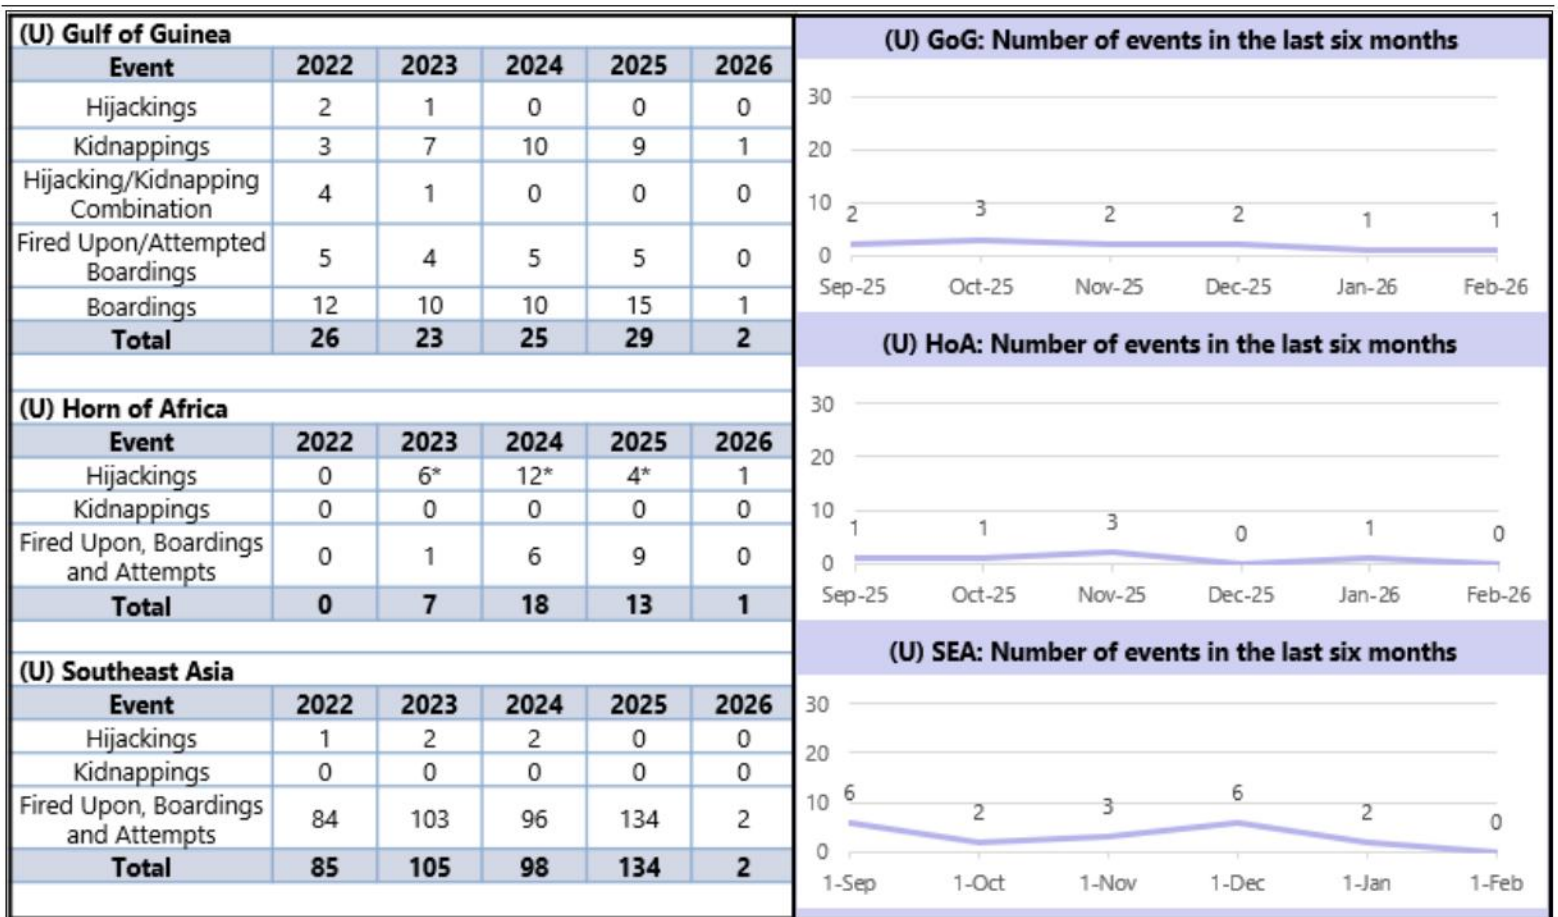 (U) Gulf of Guinea
Event 2022 2023 2024 2025 2026
Hijackings 2 1 0 0 0
Kidnappings 3 7 10 9 1
Hijacking/Kidnapping
Combination 4 1 0 0 0
Fired Upon/Attempted
Boardings 5 4 5 5 0
Boardings 12 10 10 15 1
Total 26 23 25 29 2
(U) Horn of Africa
Event 2022 2023 2024 2025 2026
Hijackings 0 6* 12* 4* 1
Kidnappings 0 0 0 0 0
Fired Upon, Boardings
and Attempts 0 1 6 9 0
Total 0 7 18 13 1
(U) Southeast Asia
Event 2022 2023 2024 2025 2026
Hijackings 1 2 2 0 0
Kidnappings 0 0 0 0 0
Fired Upon, Boardings
and Attempts 84 103 96 134 2
Total 85 105 98 134 2
(U) GoG: Number of events in the last six months
30
20
10
0
2 3 2 2 1 1
Sep-25 Oct-25 Nov-25 Dec-25 Jan-26 Feb-26
(U) HoA: Number of events in the last six months
30
20
10
0
1 1 3 0 1 0
Sep-25 Oct-25 Nov-25 Dec-25 Jan-26 Feb-26
(U) SEA: Number of events in the last six months
30
20
10
0
6 2 3 6 2 0
1-Sep 1-Oct 1-Nov 1-Dec 1-Jan 1-Feb